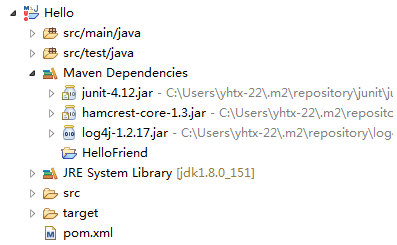 Hello
src/main/java
src/test/java
Maven Dependencies
junit-4.12.jar - C:\Users\yhtx-22\.m2\repository\junit\ju
hamcrest-core-1.3.jar - C:\Users\yhtx-22\.m2\repository
log4j-1.2.17.jar - C:\Users\yhtx-22\.m2\repository\log
HelloFriend
JRE System Library [jdk1.8.0_151]
src
target
pom.xml